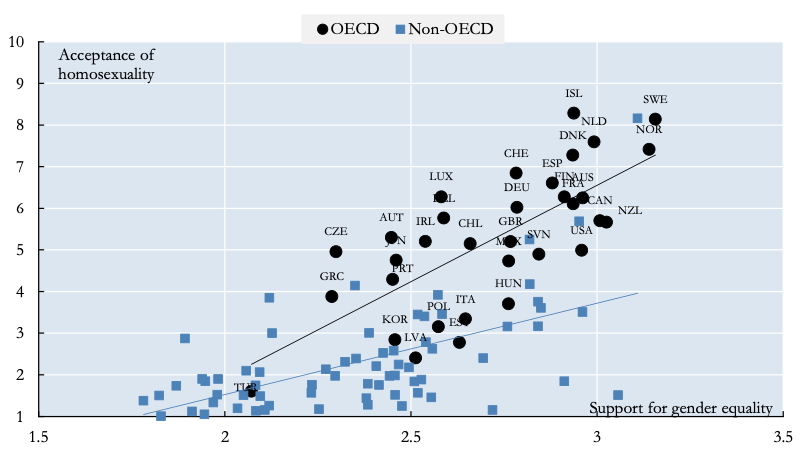 OECD Non-OECD
10
Acceptance of
homosexuality
9
8
7
6
5
4
3
2
1
ISL
SWE
NLD
NOR
DNK
CHE
ESP
FIN
AUS
FRA
LUX
DEU
CAN
NZL
AUT
IRL
CHL
GBR
CZE
SVN
USA
PRT
GRC
HUN
ITA
POL
KOR
EST
LVA
TUR
Support for gender equality
1.5 2 2.5 3 3.5